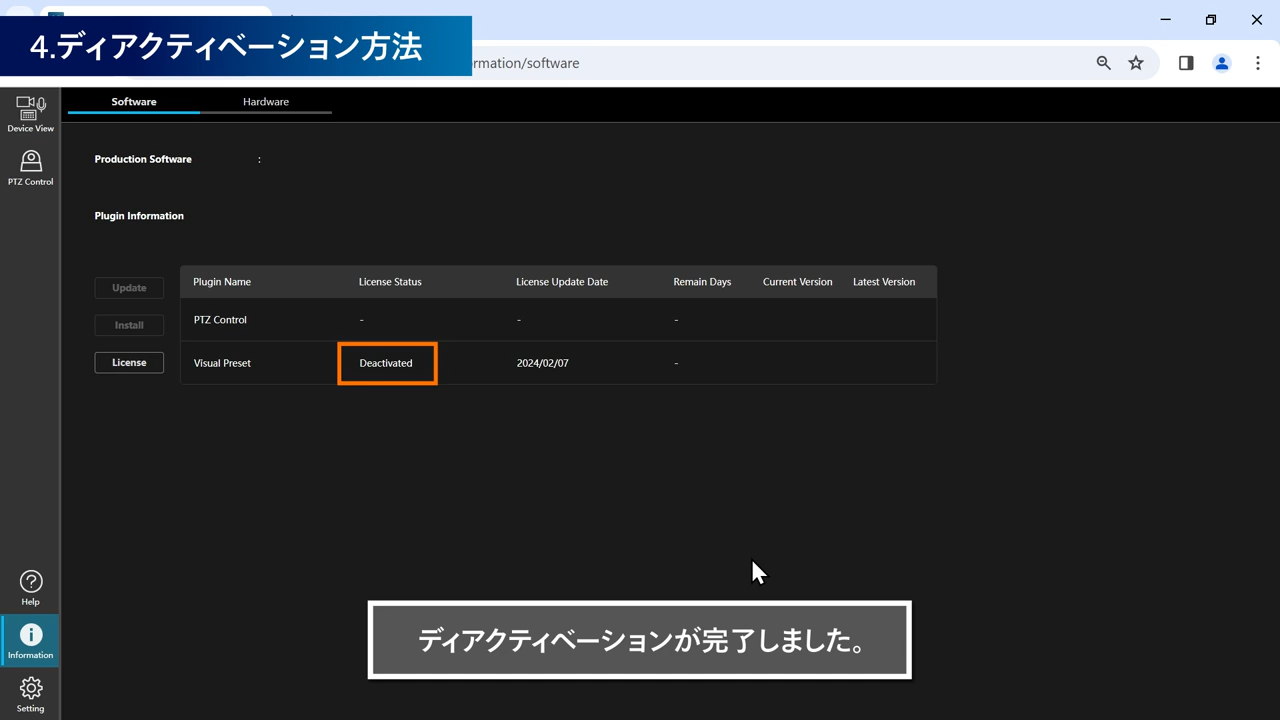 4.ディアクティベーション方法
rmation/software
Device View
PTZ Control
Software Hardware
Production Software :
Plugin Information
Update
Install
License
Plugin Name License Status License Update Date Remain Days Current Version Latest Version
PTZ Control - - -
Visual Preset Deactivated 2024/02/07 -
ディアクティベーションが完了しました。
Help
Information
Setting